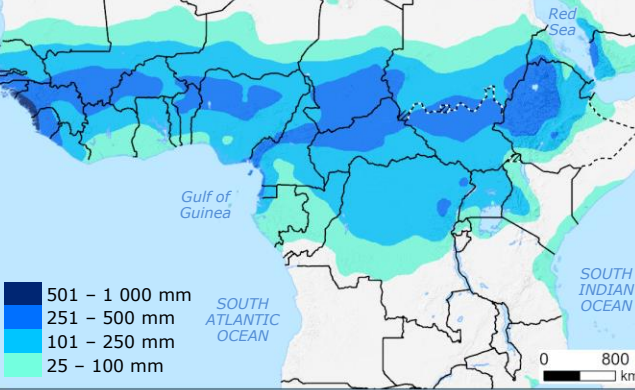 Red
Sea
Gulf of
Guinea
501 – 1 000 mm
251 – 500 mm
101 – 250 mm
25 – 100 mm
SOUTH
ATLANTIC
OCEAN
SOUTH
INDIAN
OCEAN
0 800
km